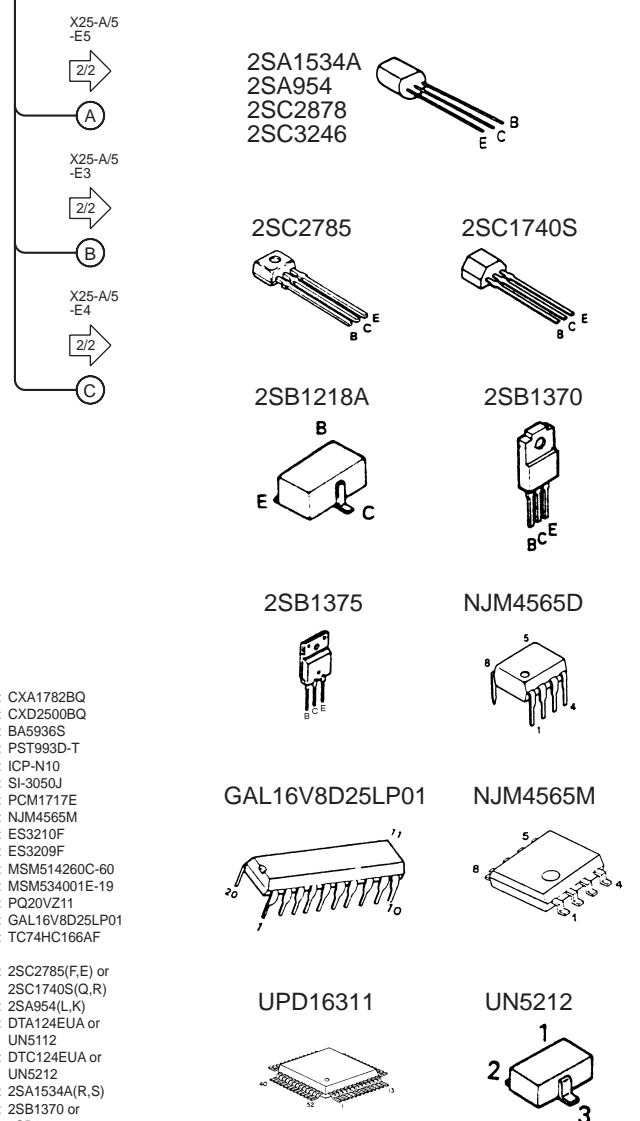 X25-A/5
-E5
2/2
A
X25-A/5
-E3
2/2
B
X25-A/5
-E4
2/2
C
2SA1534A
2SA954
2SC2878
2SC3246
B
C
E
2SC2785
E
C
B
2SC1740S
E
C
B
2SB1218A
B
E
C
2SB1370
B C E
2SB1375
B C E
NJM4565D
5
8
4
1
GAL16V8D25LP01
11
20
10
1
NJM4565M
5
8
4
1
UPD16311
40
13
52
1
UN5212
1
2
3
: CXA1782BQ
: CXD2500BQ
: BA5936S
: PST993D-T
: ICP-N10
: SI-3050J
: PCM1717E
: NJM4565M
: ES3210F
: ES3209F
: MSM514260C-60
: MSM534001E-19
: PQ20VZ11
: GAL16V8D25LP01
: TC74HC166AF
: 2SC2785(F,E) or
2SC1740S(Q,R)
: 2SA954(L,K)
: DTA124EUA or
UN5112
: DTC124EUA or
UN5212
: 2SA1534A(R,S)
: 2SB1370 or